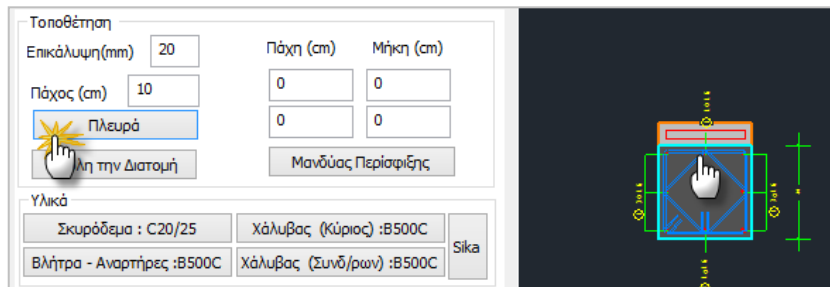 Τοποθέτηση
Επικάλυψη(mm) 20
Πάχη (cm) Μήκη (cm)
Πάχος (cm) 10
0 0
Πλευρά
0 0
λη την Διατομή
Μανδύας Περίσφιξης
Υλικά
Σκυρόδεμα : C20/25
Χάλυβας (Κύριος) :B500C
Sika
Βλήτρα - Αναρτήρες :B500C
Χάλυβας (Συνδ/ρων) :B500C